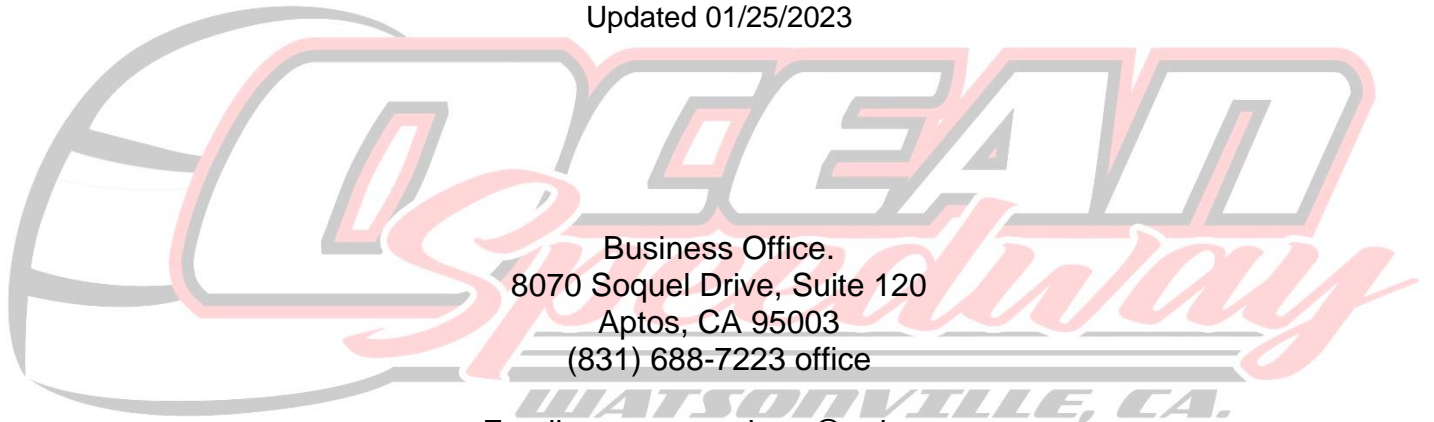 Updated 01/25/2023
OCEAN
Speedway
Business Office.
8070 Soquel Drive, Suite 120
Aptos, CA 95003
(831) 688-7223 office
WATSONVILLE, CA.